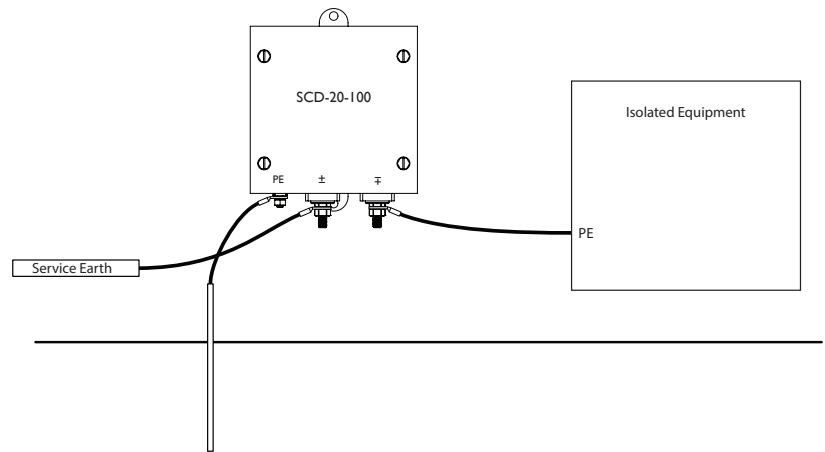 SCD-20-100
Isolated Equipment
PE
±
∓
PE
Service Earth